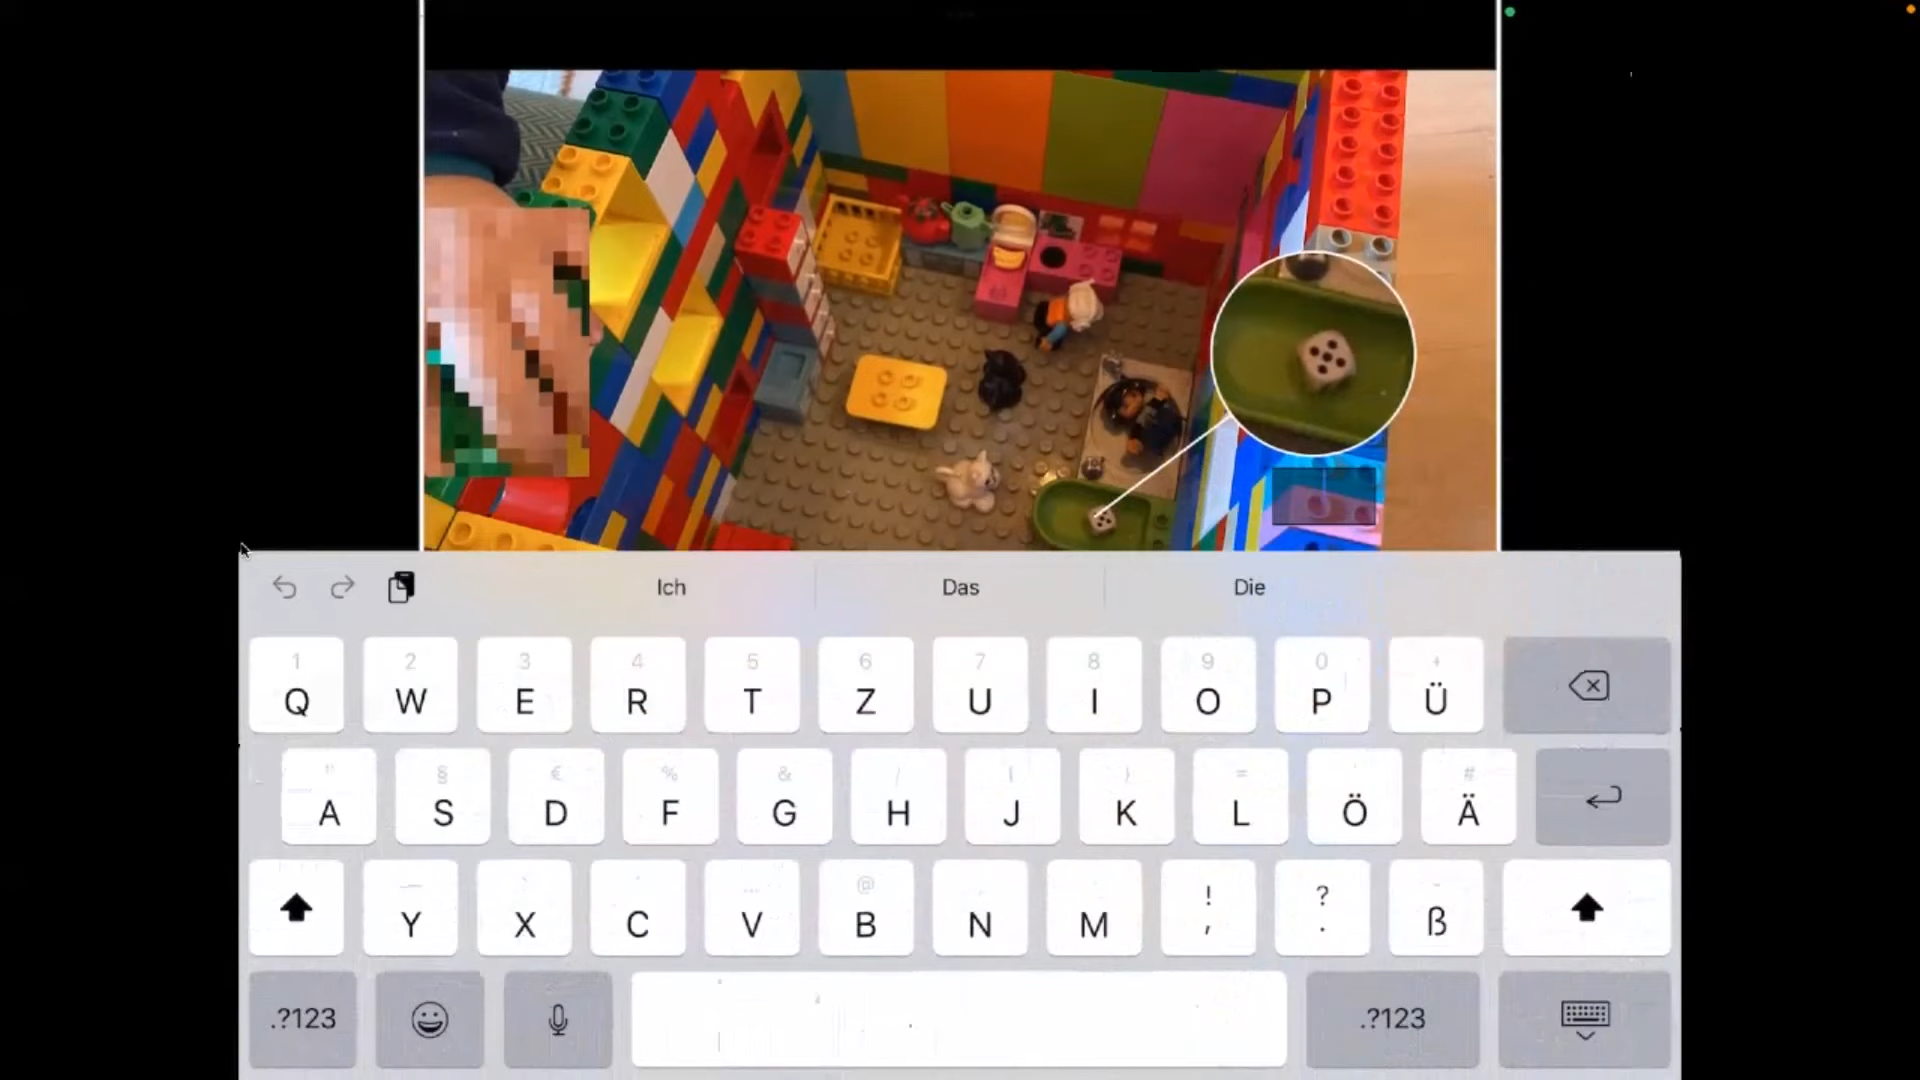 Ich Das Die
1 2 3 4 5 6 7 8 9 0 +
Q W E R T Z U I O P Ü
§ € % & / = #
A S D F G H J K L Ö Ä
@ ! ?
Y X C V B N M , . ß
.?123 .?123